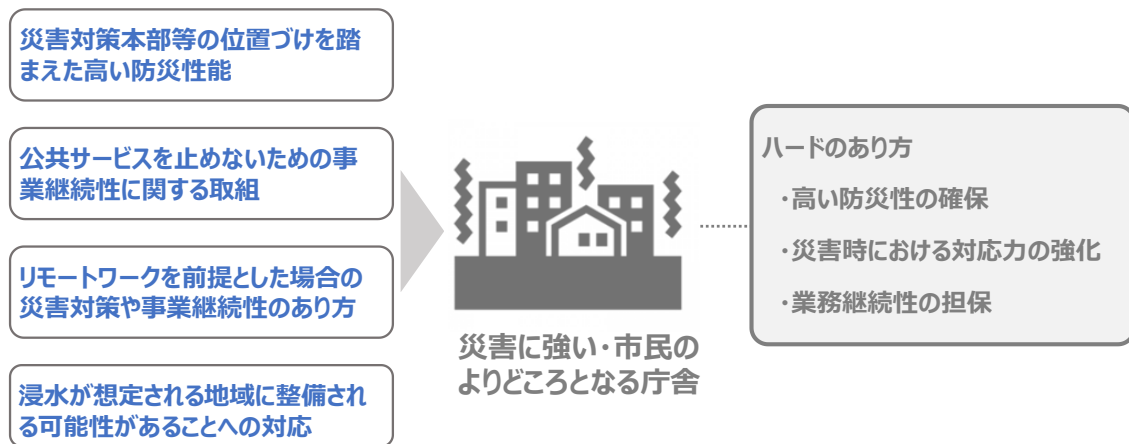 災害対策本部等の位置づけを踏
まえた高い防災性能
公共サービスを止めないための事
業継続性に関する取組
リモートワークを前提とした場合の
災害対策や事業継続性のあり方
浸水が想定される地域に整備され
る可能性があることへの対応
災害に強い・市民の
よりどころとなる庁舎
ハードのあり方
・高い防災性の確保
・災害時における対応力の強化
・業務継続性の担保